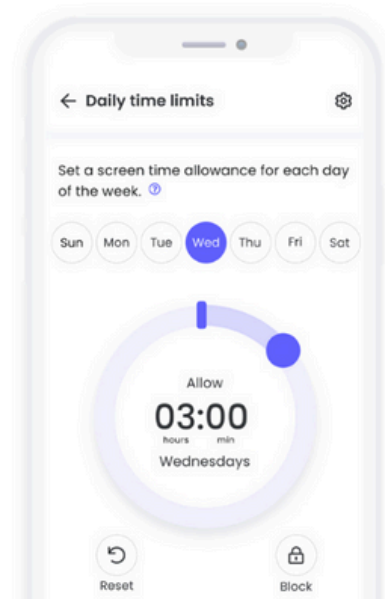 Daily time limits
Set a screen time allowance for each day
of the week.
Sun Mon Tue Wed Thu Fri Sat
Allow
03:00
hours min
Wednesdays
Reset Block